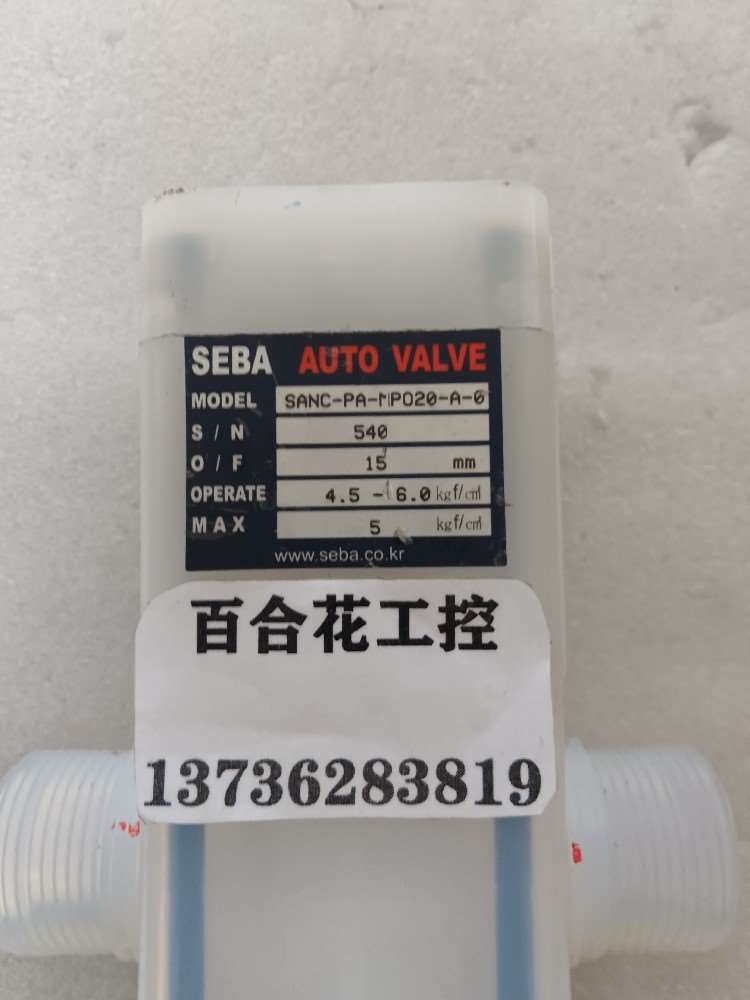 SEBA AUTO VALVE
MODEL SANC-PA-MPO20-A-6
S / N 540
O / F 15 mm
OPERATE 4.5 - 6.0 kgf/㎠
MAX 5 kgf/㎠
www.seba.co.kr
百合花工控
13736283819